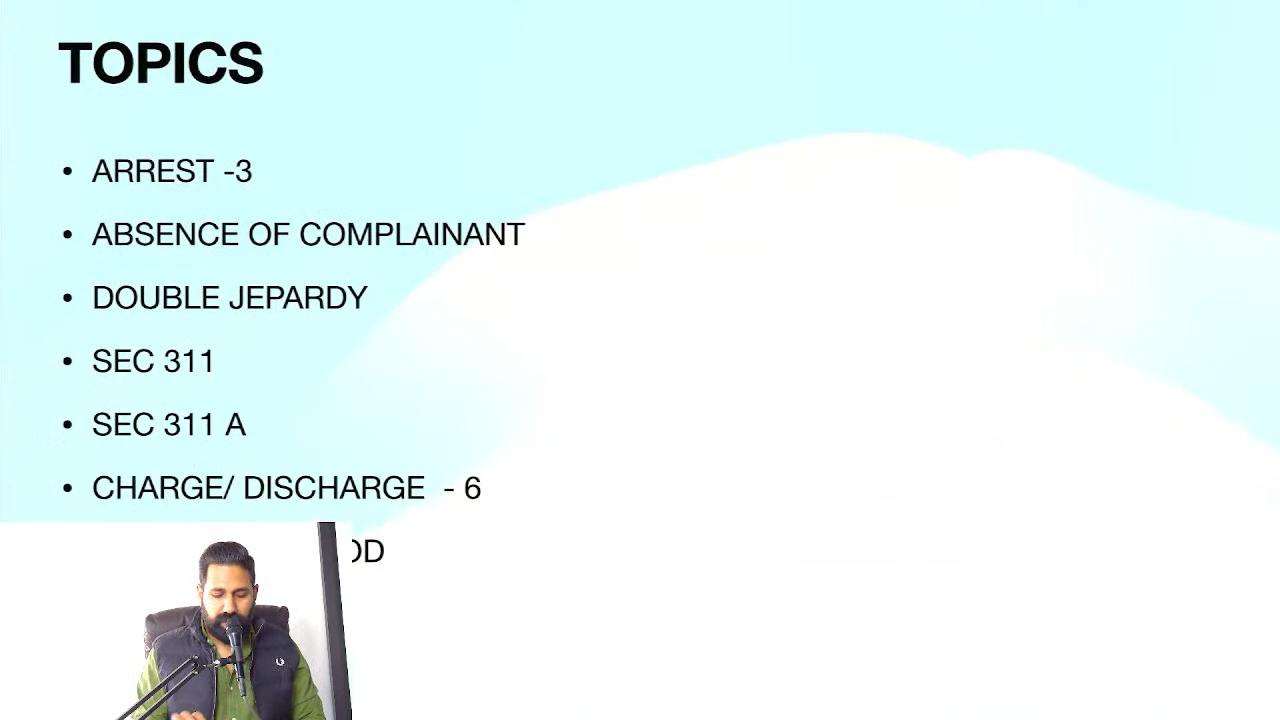 TOPICS
• ARREST -3
• ABSENCE OF COMPLAINANT
• DOUBLE JEPARDY
• SEC 311
• SEC 311 A
• CHARGE/ DISCHARGE - 6